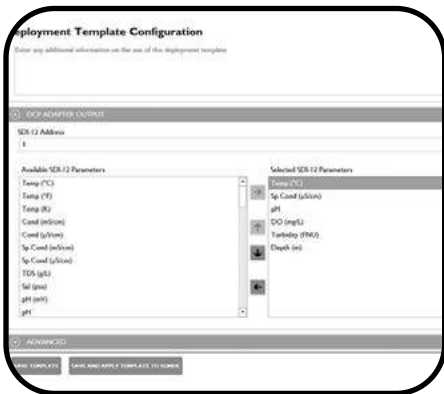 eployment Template Configuration
Enter any additional information on the use of this deployment template
DCP ADAPTER OUTPUT
SDI-12 Address
1
Available SDI-12 Parameters
Temp (°C)
Temp (°F)
Temp (K)
Cond (mS/cm)
Cond (µS/cm)
Sp Cond (mS/cm)
Sp Cond (µS/cm)
TDS (g/L)
Sal (psu)
pH (mV)
pH
Selected SDI-12 Parameters
Temp (°C)
Sp Cond (µS/cm)
pH
DO (mg/L)
Turbidity (FNU)
Depth (m)
ADVANCED
SAVE TEMPLATE
SAVE AND APPLY TEMPLATE TO SONDE